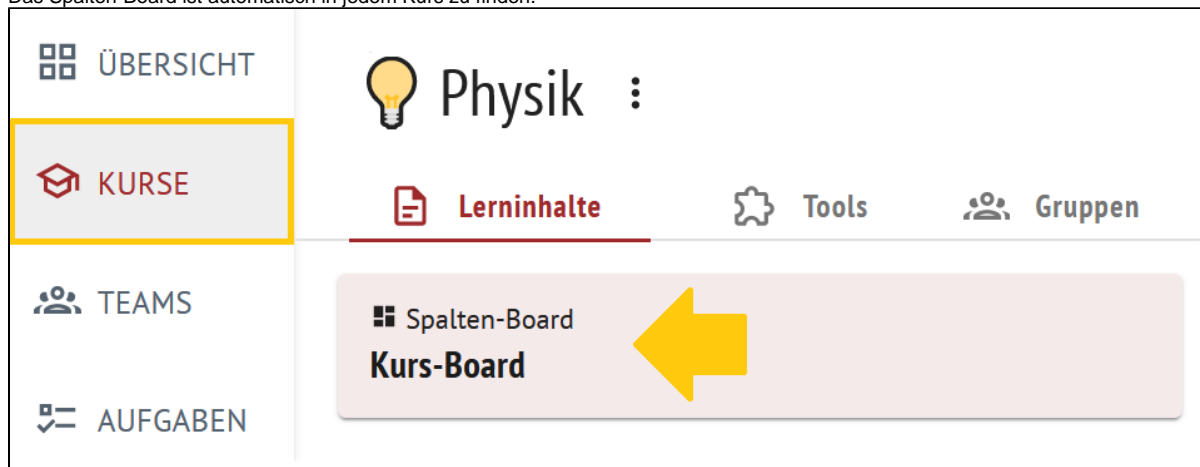 Das Spalten-Board ist automatisch in jedem Kurs zu finden.
ÜBERSICHT
KURSE
TEAMS
AUFGABEN
Physik
Lerninhalte
Tools
Gruppen
Spalten-Board
Kurs-Board